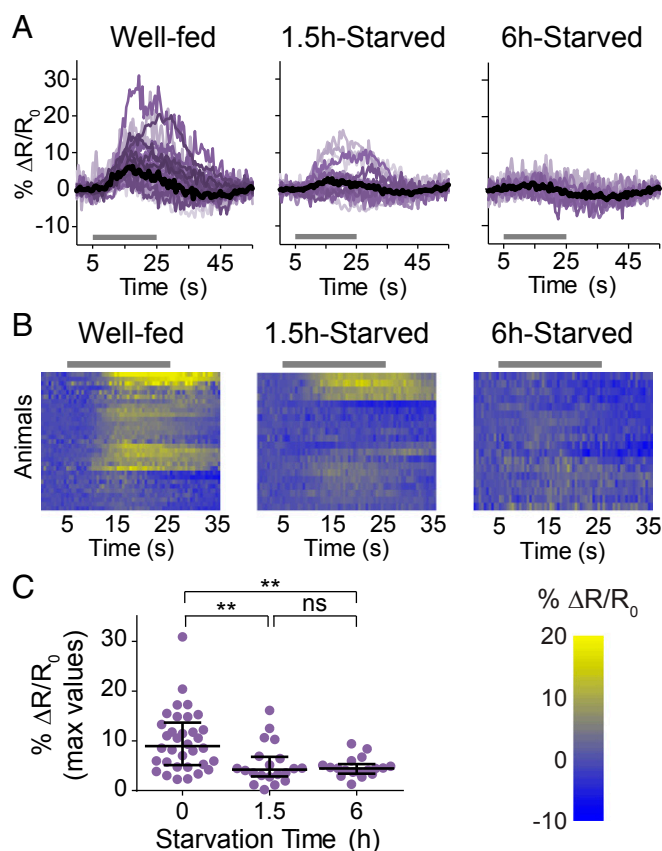 A
Well-fed
1.5h-Starved
6h-Starved
% ΔR/R0
30
20
10
0
-10
5 25 45
5 25 45
5 25 45
Time (s)
Time (s)
Time (s)
B
Well-fed
1.5h-Starved
6h-Starved
Animals
5 15 25 35
5 15 25 35
5 15 25 35
Time (s)
Time (s)
Time (s)
C
% ΔR/R0
(max values)
**
**
ns
30
20
10
0
0 1.5 6
Starvation Time (h)
% ΔR/R0
20
10
0
-10